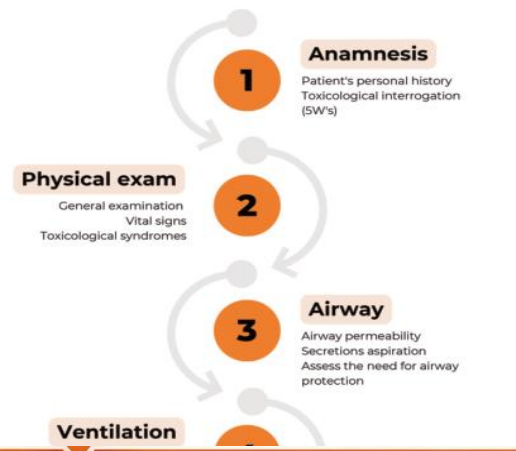 Anamnesis
1
Patient's personal history
Toxicological interrogation
(5W's)
Physical exam
2
General examination
Vital signs
Toxicological syndromes
Airway
3
Airway permeability
Secretions aspiration
Assess the need for airway
protection
Ventilation